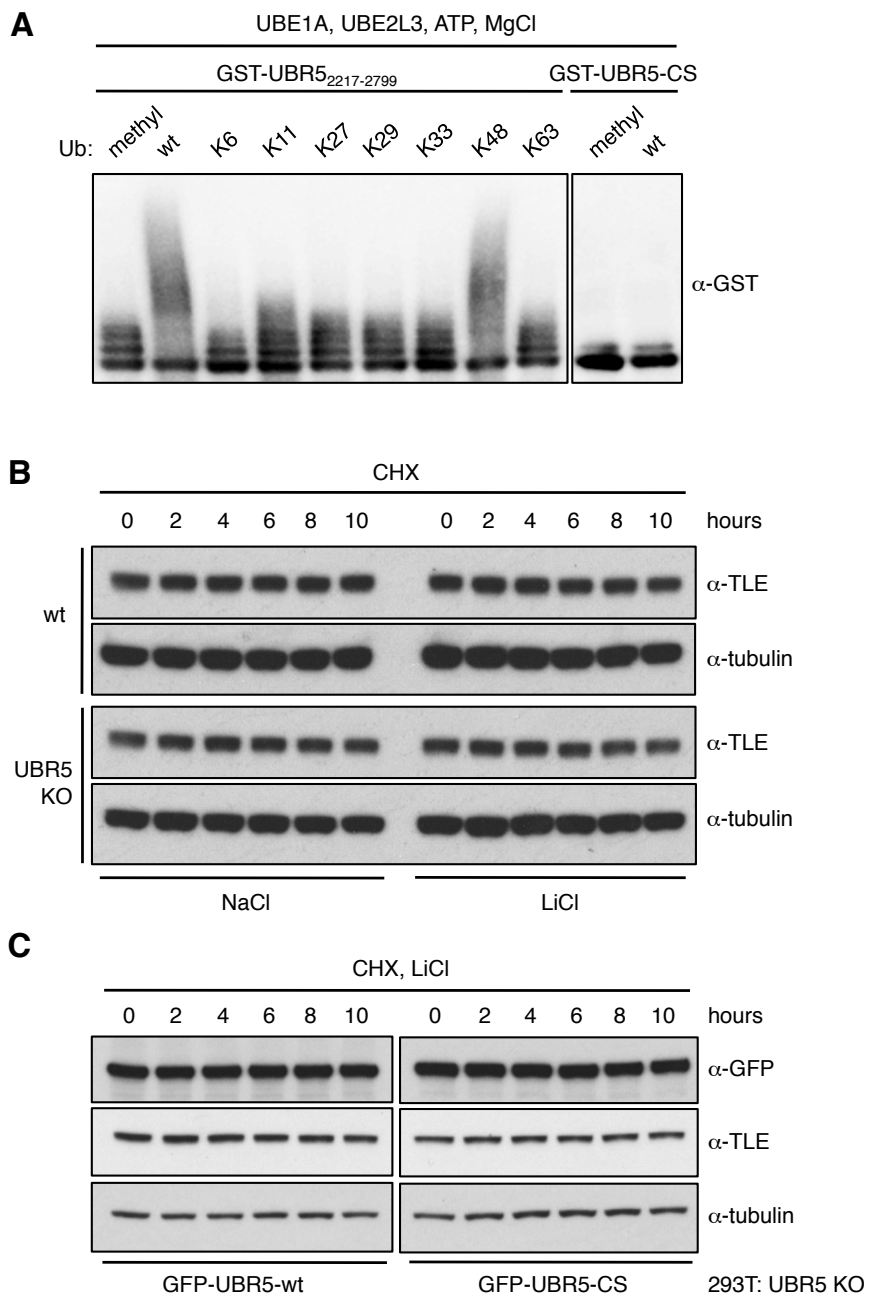 A
UBE1A, UBE2L3, ATP, MgCl
GST-UBR52217-2799 GST-UBR5-CS
Ub: methyl wt K6 K11 K27 K29 K33 K48 K63 methyl wt
α-GST
B
CHX
0 2 4 6 8 10 0 2 4 6 8 10 hours
wt
α-TLE
α-tubulin
UBR5
KO
α-TLE
α-tubulin
NaCl LiCl
C
CHX, LiCl
0 2 4 6 8 10 0 2 4 6 8 10 hours
α-GFP
α-TLE
α-tubulin
GFP-UBR5-wt GFP-UBR5-CS 293T: UBR5 KO